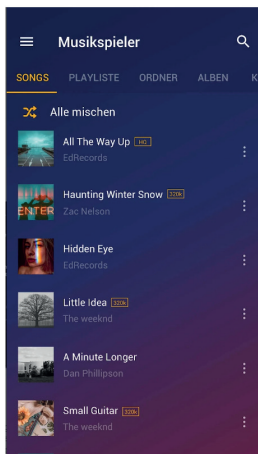 Musikspieler
SONGS PLAYLISTE ORDNER ALBEN K
Alle mischen
All The Way Up HG
EdRecords
Haunting Winter Snow 320k
ENTER
Zac Nelson
Hidden Eye
EdRecords
Little Idea 320k
The weeknd
A Minute Longer
Dan Phillipson
Small Guitar 320k
The weeknd